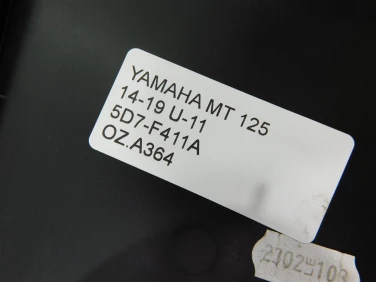 YAMAHA MT 125
14-19 U-11
5D7-F411A
OZ.A364